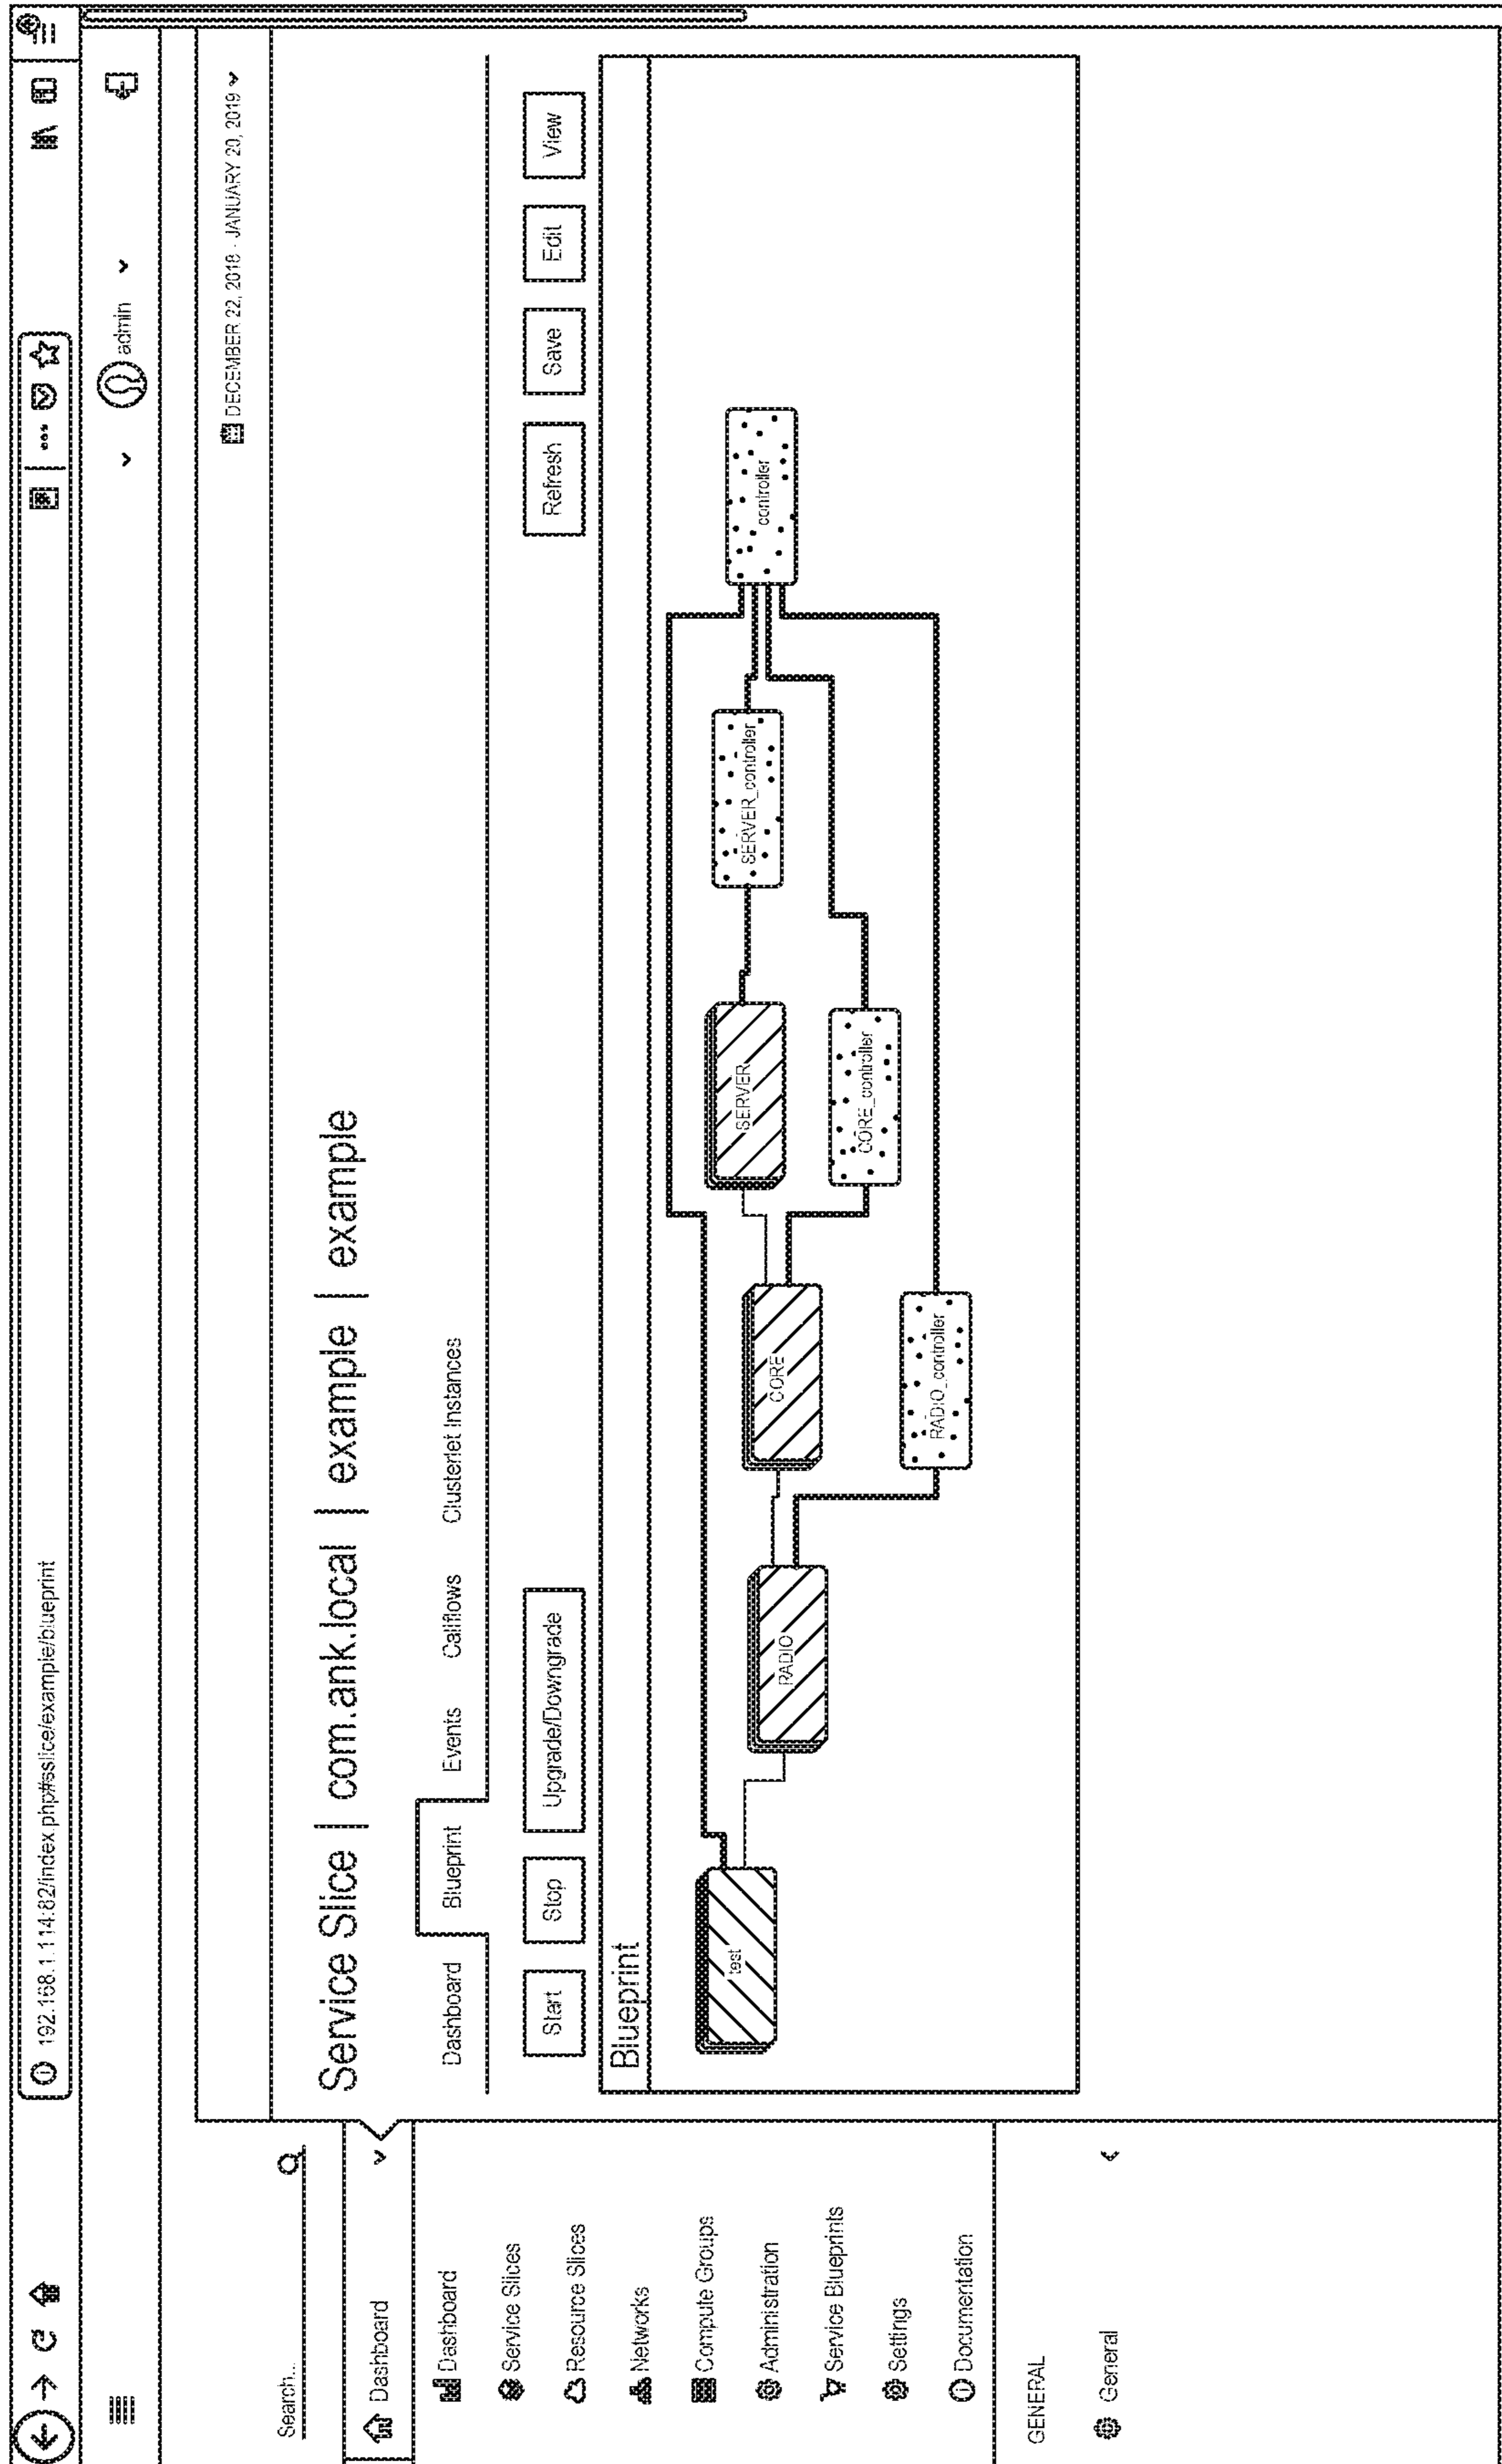 192.168.1.114:82/index.php#sslice/example/blueprint
admin
Search...
Dashboard
Dashboard
Service Slices
Resource Slices
Networks
Compute Groups
Administration
Service Blueprints
Settings
Documentation
GENERAL
General
DECEMBER 22, 2018 - JANUARY 20, 2019
Service Slice | com.ank.local | example | example
Dashboard Blueprint Events Callflows Clusterlet Instances
Start Stop Upgrade/Downgrade Refresh Save Edit View
Blueprint
test
RADIO
CORE
SERVER
SERVER_controller
controller
CORE_controller
RADIO_controller